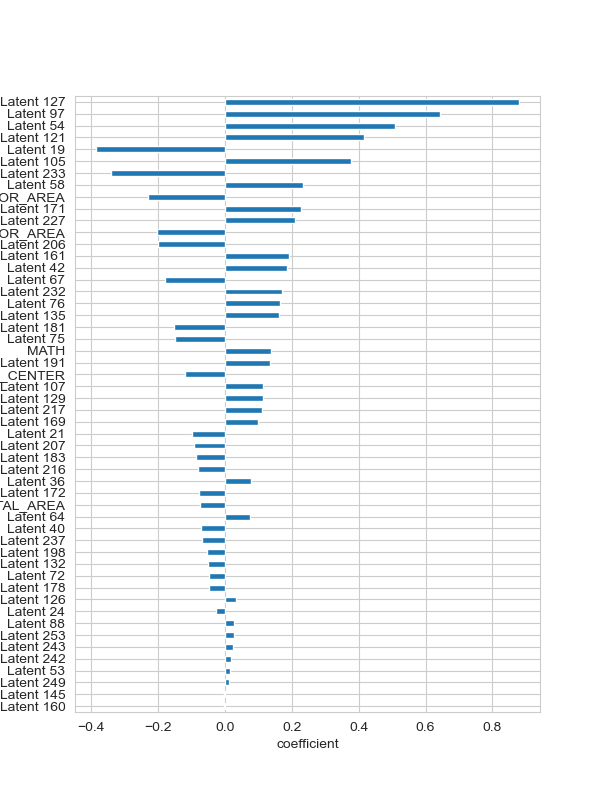 Latent 127
Latent 97
Latent 54
Latent 121
Latent 19
Latent 105
Latent 233
Latent 58
OR_AREA
Latent 171
Latent 227
OR_AREA
Latent 206
Latent 161
Latent 42
Latent 67
Latent 232
Latent 76
Latent 135
Latent 181
Latent 75
MATH
Latent 191
_CENTER
Latent 107
Latent 129
Latent 217
Latent 169
Latent 21
Latent 207
Latent 183
Latent 216
Latent 36
Latent 172
TAL_AREA
Latent 64
Latent 40
Latent 237
Latent 198
Latent 132
Latent 72
Latent 178
Latent 126
Latent 24
Latent 88
Latent 253
Latent 243
Latent 242
Latent 53
Latent 249
Latent 145
Latent 160
−0.4 −0.2 0.0 0.2 0.4 0.6 0.8
coefficient